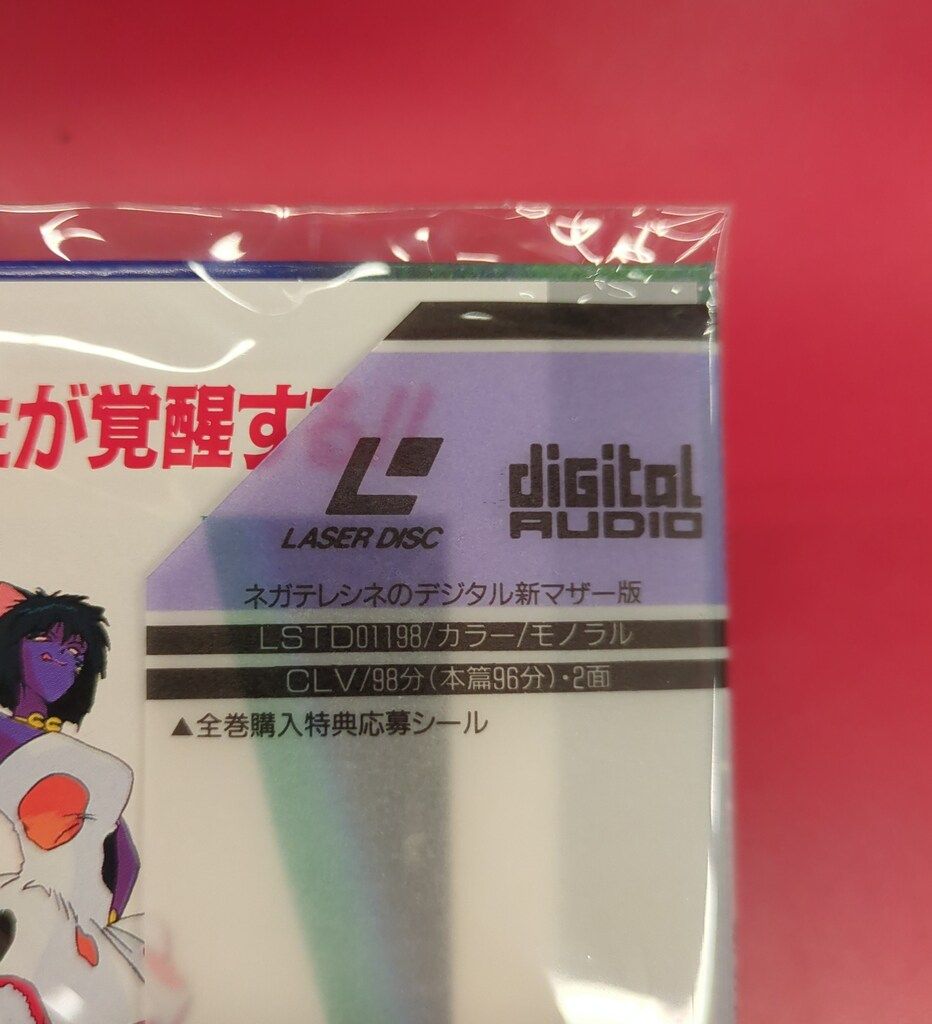 が覚醒する!!
LASER DISC
digital
AUDIO
ネガテレシネのデジタル新マザー版
LSTD01198/カラー/モノラル
CLV/98分(本篇96分)・2面
▲全巻購入特典応募シール